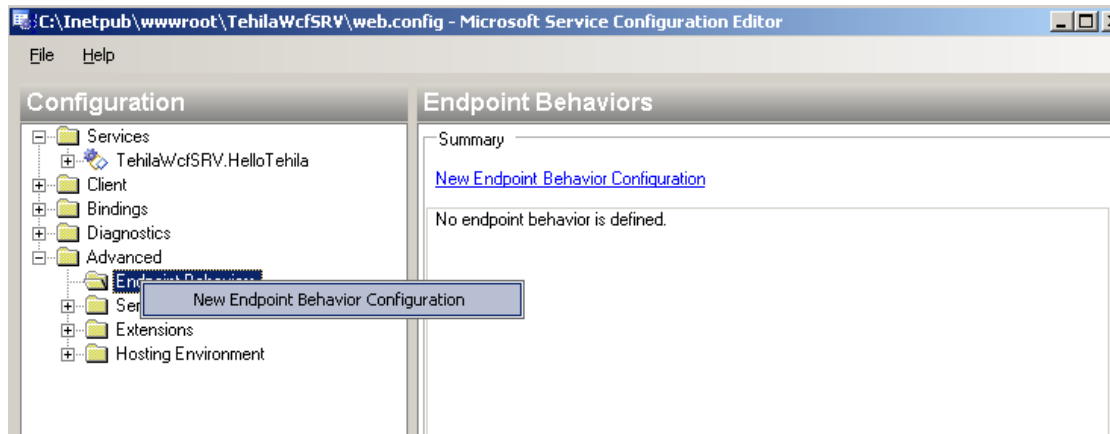 C:\Inetpub\wwwroot\TehilaWcfSRV\web.config - Microsoft Service Configuration Editor
File Help
Configuration
Endpoint Behaviors
Services
TehilaWcfSRV.HelloTehila
Client
Bindings
Diagnostics
Advanced
New Endpoint Behavior Configuration
Ser
Extensions
Hosting Environment
Summary
New Endpoint Behavior Configuration
No endpoint behavior is defined.